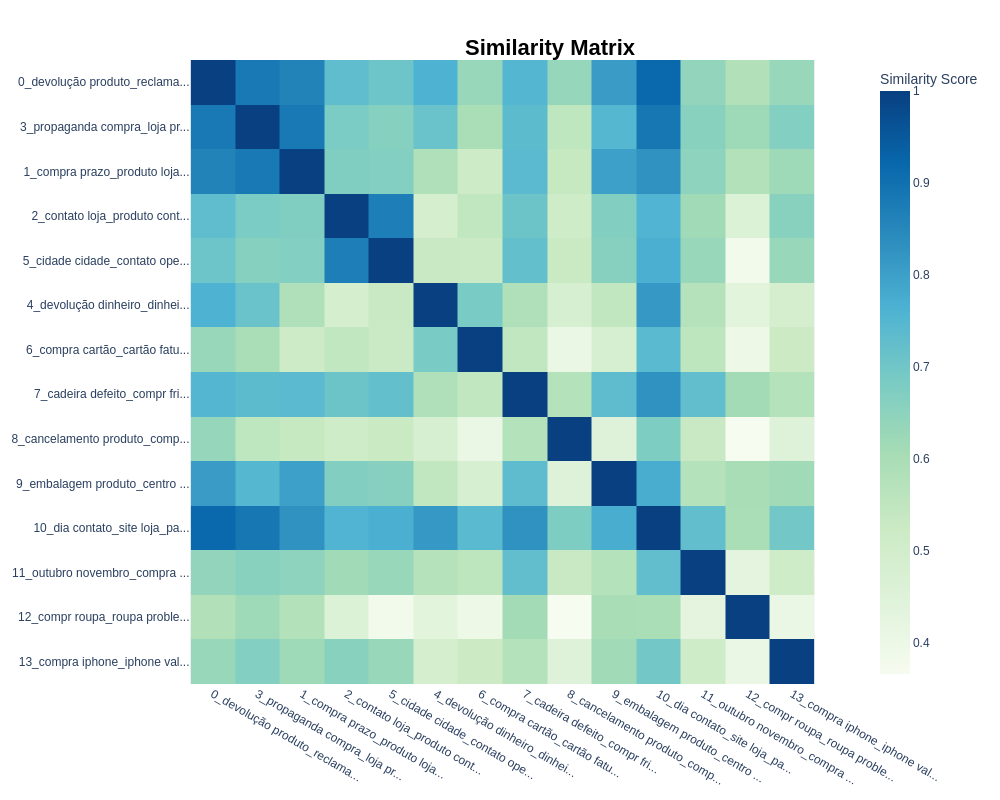 Similarity Matrix
Similarity Score
0_devolução produto_reclama...
3_propaganda compra_loja pr...
1_compra prazo_produto loja...
2_contato loja_produto cont...
5_cidade cidade_contato ope...
4_devolução dinheiro_dinhei...
6_compra cartão_cartão fatu...
7_cadeira defeito_compr fri...
8_cancelamento produto_comp...
9_embalagem produto_centro ...
10_dia contato_site loja_pa...
11_outubro novembro_compra ...
12_compr roupa_roupa proble...
13_compra iphone_iphone val...
1
0.9
0.8
0.7
0.6
0.5
0.4
0_devolução produto_reclama...
3_propaganda compra_loja pr...
1_compra prazo_produto loja...
2_contato loja_produto cont...
5_cidade cidade_contato ope...
4_devolução dinheiro_dinhei...
6_compra cartão_cartão fatu...
7_cadeira defeito_compr fri...
8_cancelamento produto_comp...
9_embalagem produto_centro ...
10_dia contato_site loja_pa...
11_outubro novembro_compra ...
12_compr roupa_roupa proble...
13_compra iphone_iphone val...